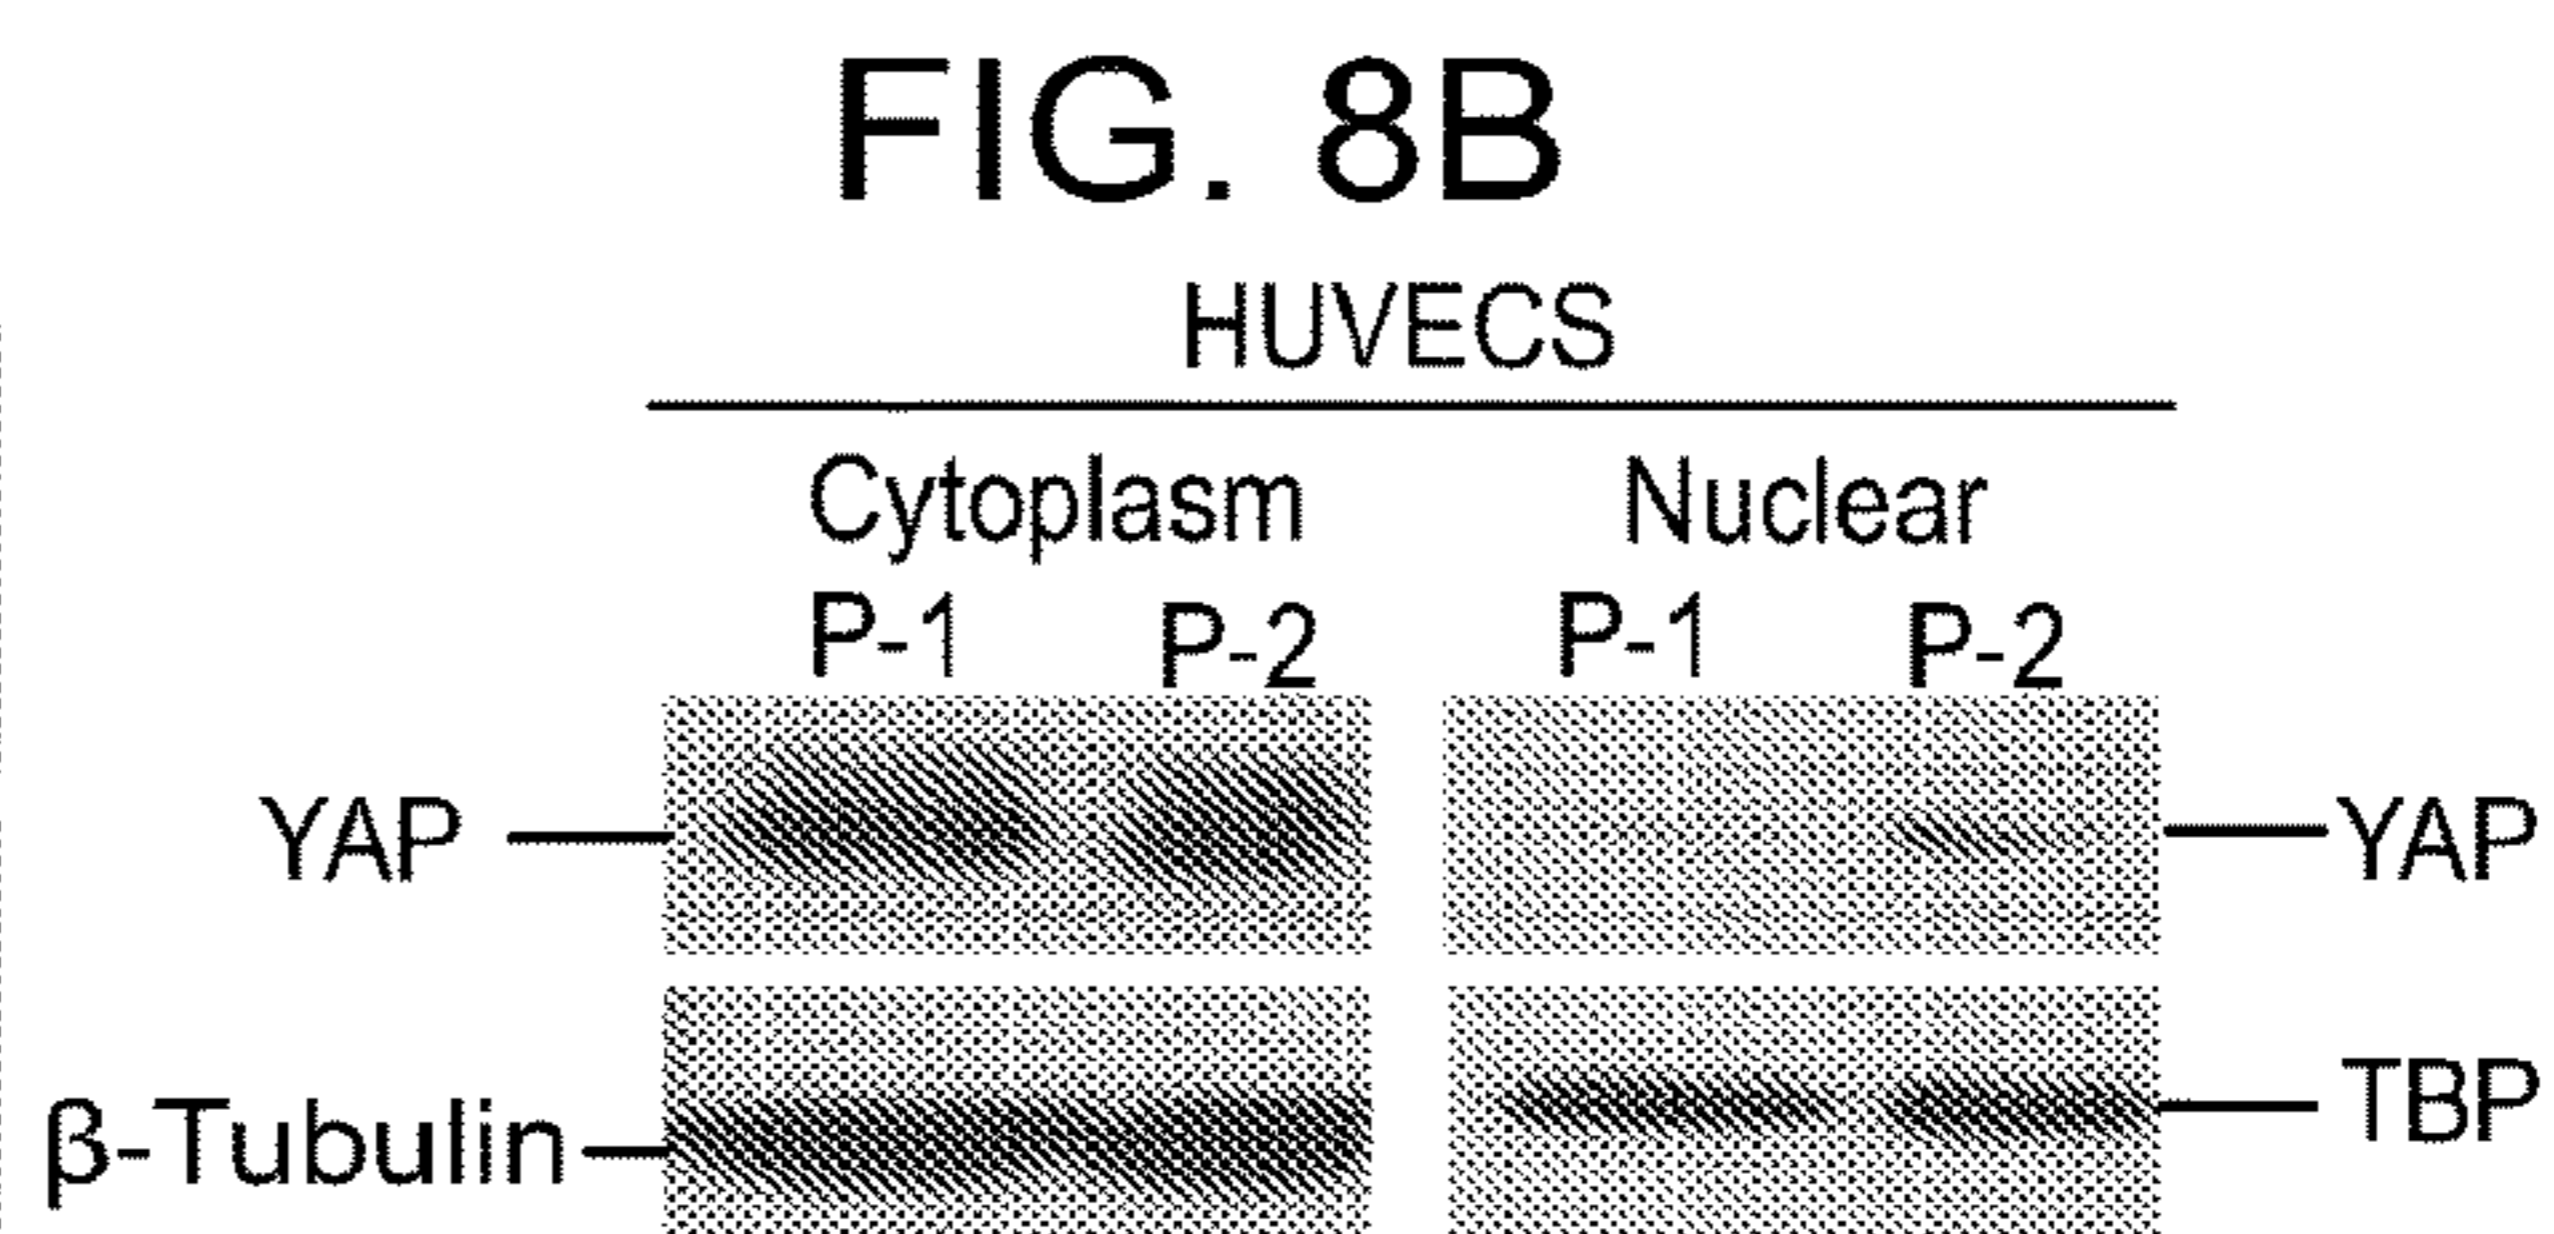 FIG. 8B
HUVECS
Cytoplasm Nuclear
P-1 P-2 P-1 P-2
YAP YAP
β-Tubulin TBP